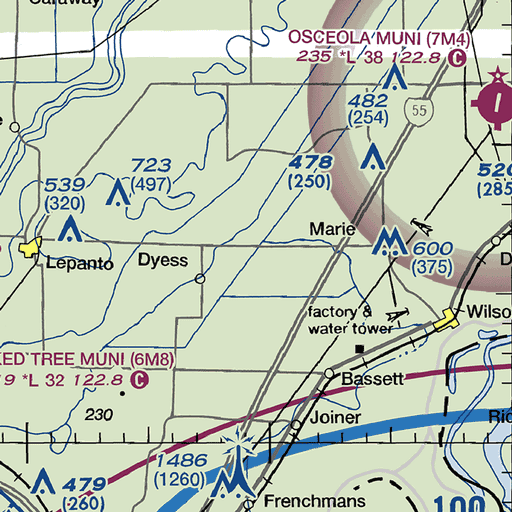 Caraway
OSCEOLA MUNI (7M4)
235 *L 38 122.8 C
482
(254)
55
478
(250)
520
(285
723
(497)
539
(320)
Marie
600
(375)
Lepanto
Dyess
factory &
water tower
Wilso
KED TREE MUNI (6M8)
19 *L 32 122.8 C
230
Bassett
Joiner
1486
(1260)
479
(260)
Frenchmans
100